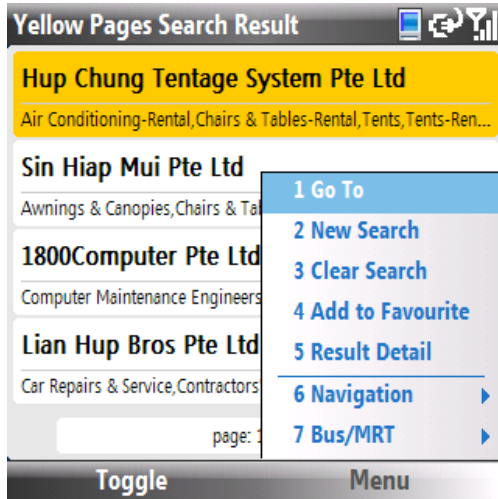 Yellow Pages Search Result
Hup Chung Tentage System Pte Ltd
Air Conditioning-Rental,Chairs & Tables-Rental,Tents,Tents-Ren...
Sin Hiap Mui Pte Ltd
Awnings & Canopies,Chairs &
1800Computer Pte Ltd
Computer Maintenance Engineers
Lian Hup Bros Pte Ltd
Car Repairs & Service,Contractors
page:
1 Go To
2 New Search
3 Clear Search
4 Add to Favourite
5 Result Detail
6 Navigation
7 Bus/MRT
Toggle
Menu